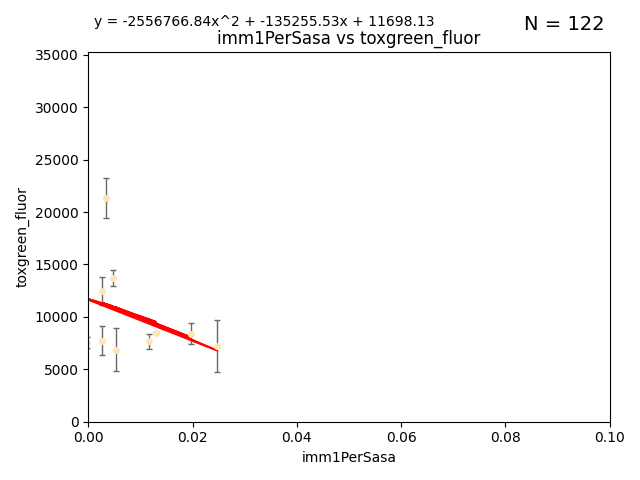 y = -2556766.84x^2 + -135255.53x + 11698.13
N = 122
imm1PerSasa vs toxgreen_fluor
35000
30000
25000
20000
15000
10000
5000
0
toxgreen_fluor
0.00
0.02
0.04
0.06
0.08
0.10
imm1PerSasa